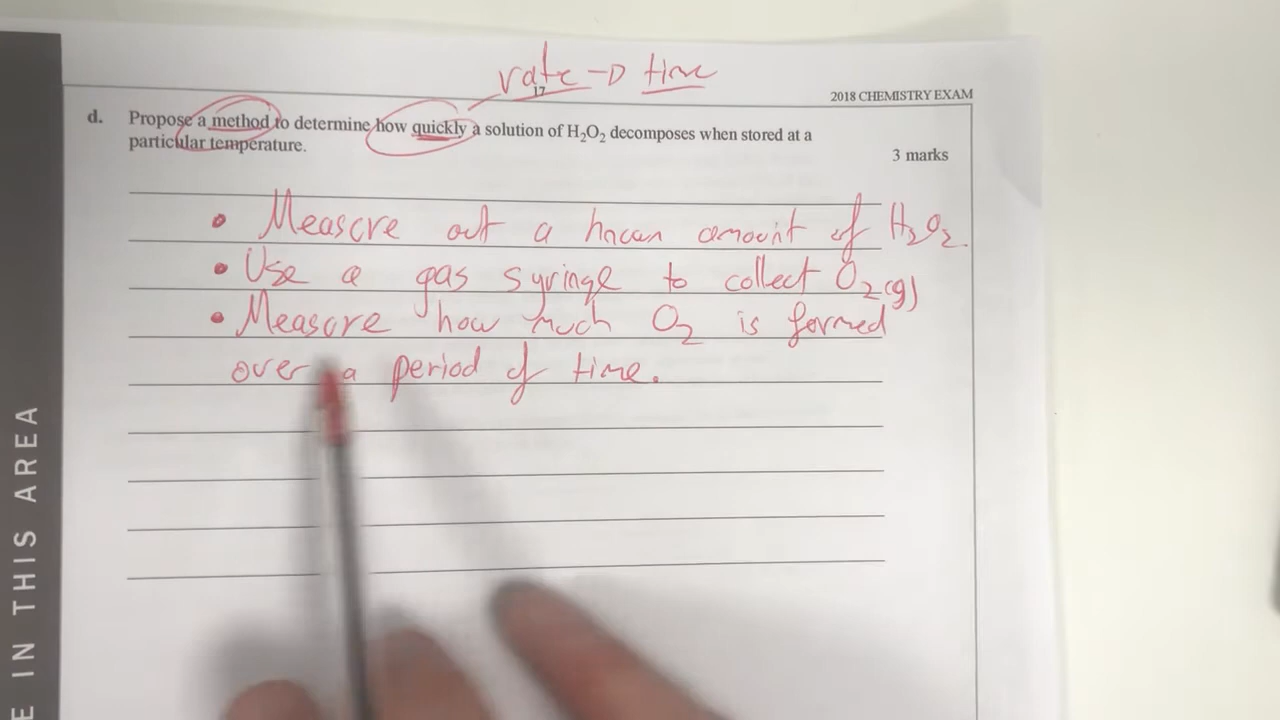 rate → time
17
2018 CHEMISTRY EXAM
d. Propose a method to determine how quickly a solution of H₂O₂ decomposes when stored at a
particular temperature.
3 marks
• Measure out a known amount of H₂O₂.
• Use a gas syringe to collect O₂(g)
• Measure how much O₂ is formed
over a period of time.
E IN THIS AREA